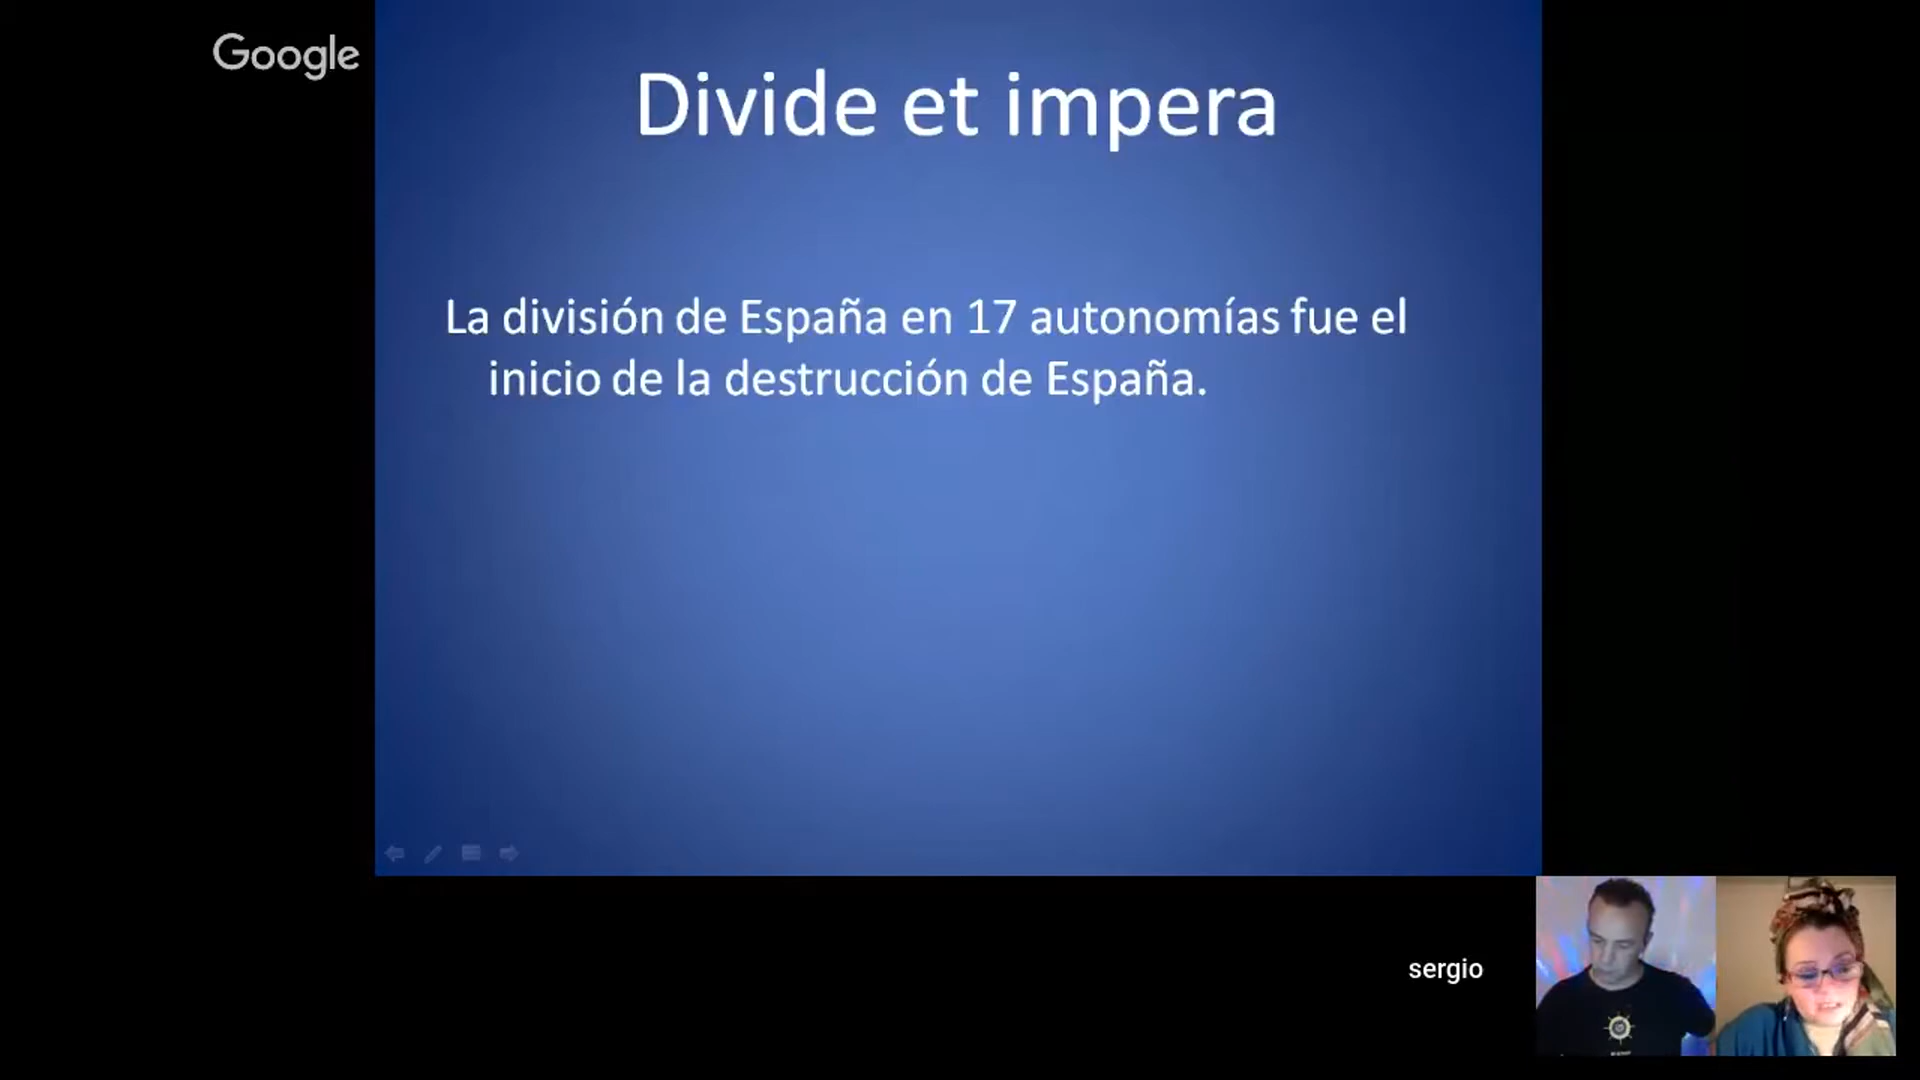 Google
Divide et impera
La división de España en 17 autonomías fue el
inicio de la destrucción de España.
sergio